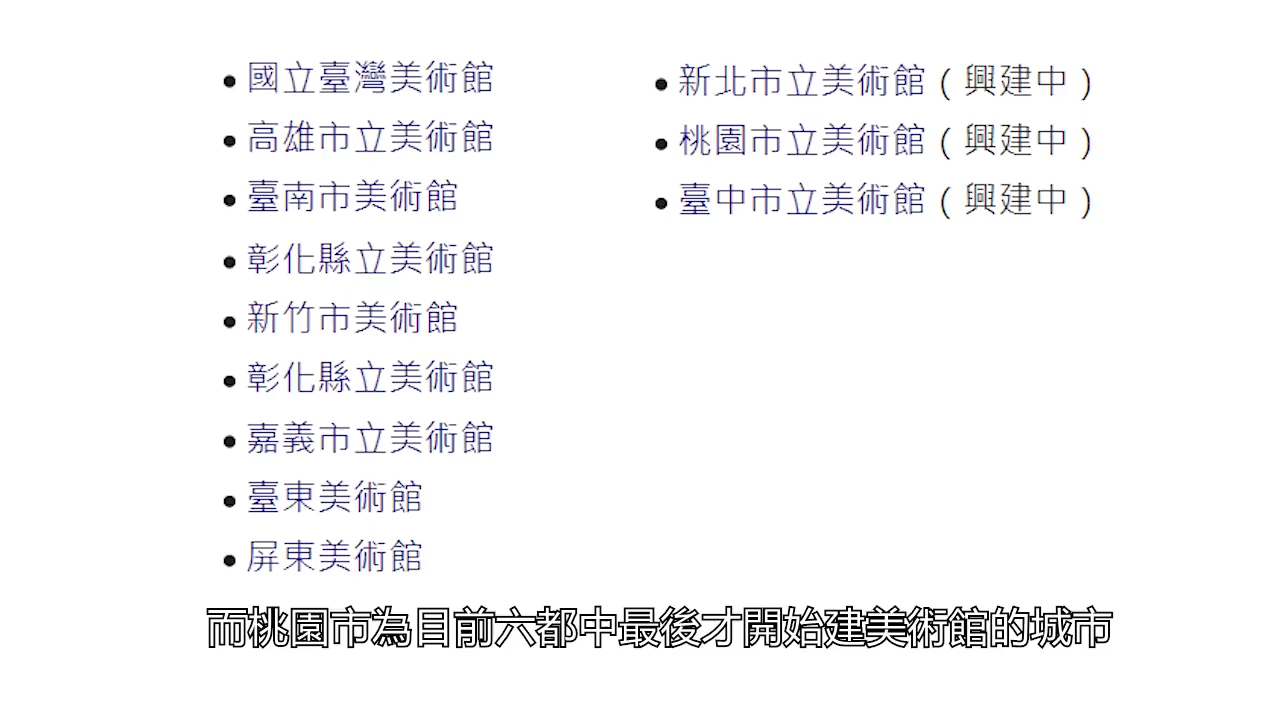 • 國立臺灣美術館
• 高雄市立美術館
• 臺南市美術館
• 彰化縣立美術館
• 新竹市美術館
• 彰化縣立美術館
• 嘉義市立美術館
• 臺東美術館
• 屏東美術館
• 新北市立美術館（興建中）
• 桃園市立美術館（興建中）
• 臺中市立美術館（興建中）
而桃園市為目前六都中最後才開始建美術館的城市